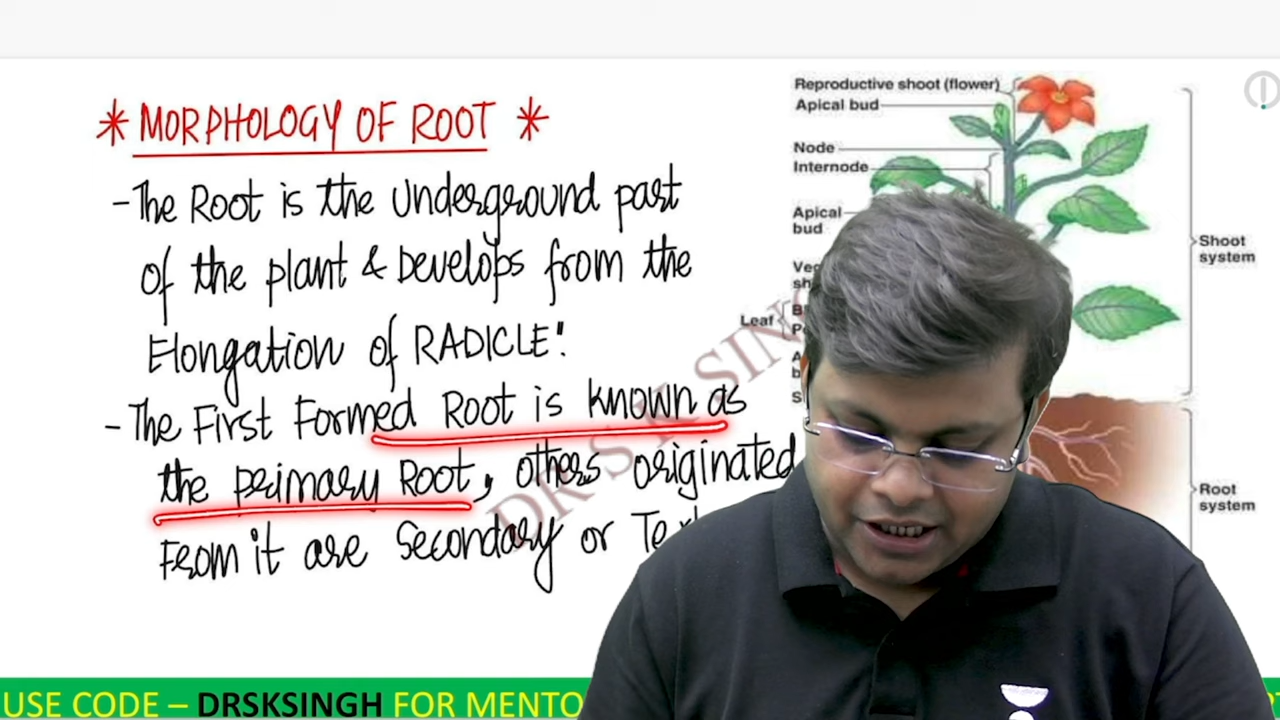 * MORPHOLOGY OF ROOT *
- The Root is the underground part
of the plant & Develops from the
Elongation of RADICLE".
- The First Formed Root is known as
the primary Root, others originated
From it are Secondary or
Reproductive shoot (flower)
Apical bud
Node
Internode
Apical
bud
Leaf
Shoot
system
Root
system
DR S K SING
USE CODE – DRSKSINGH FOR